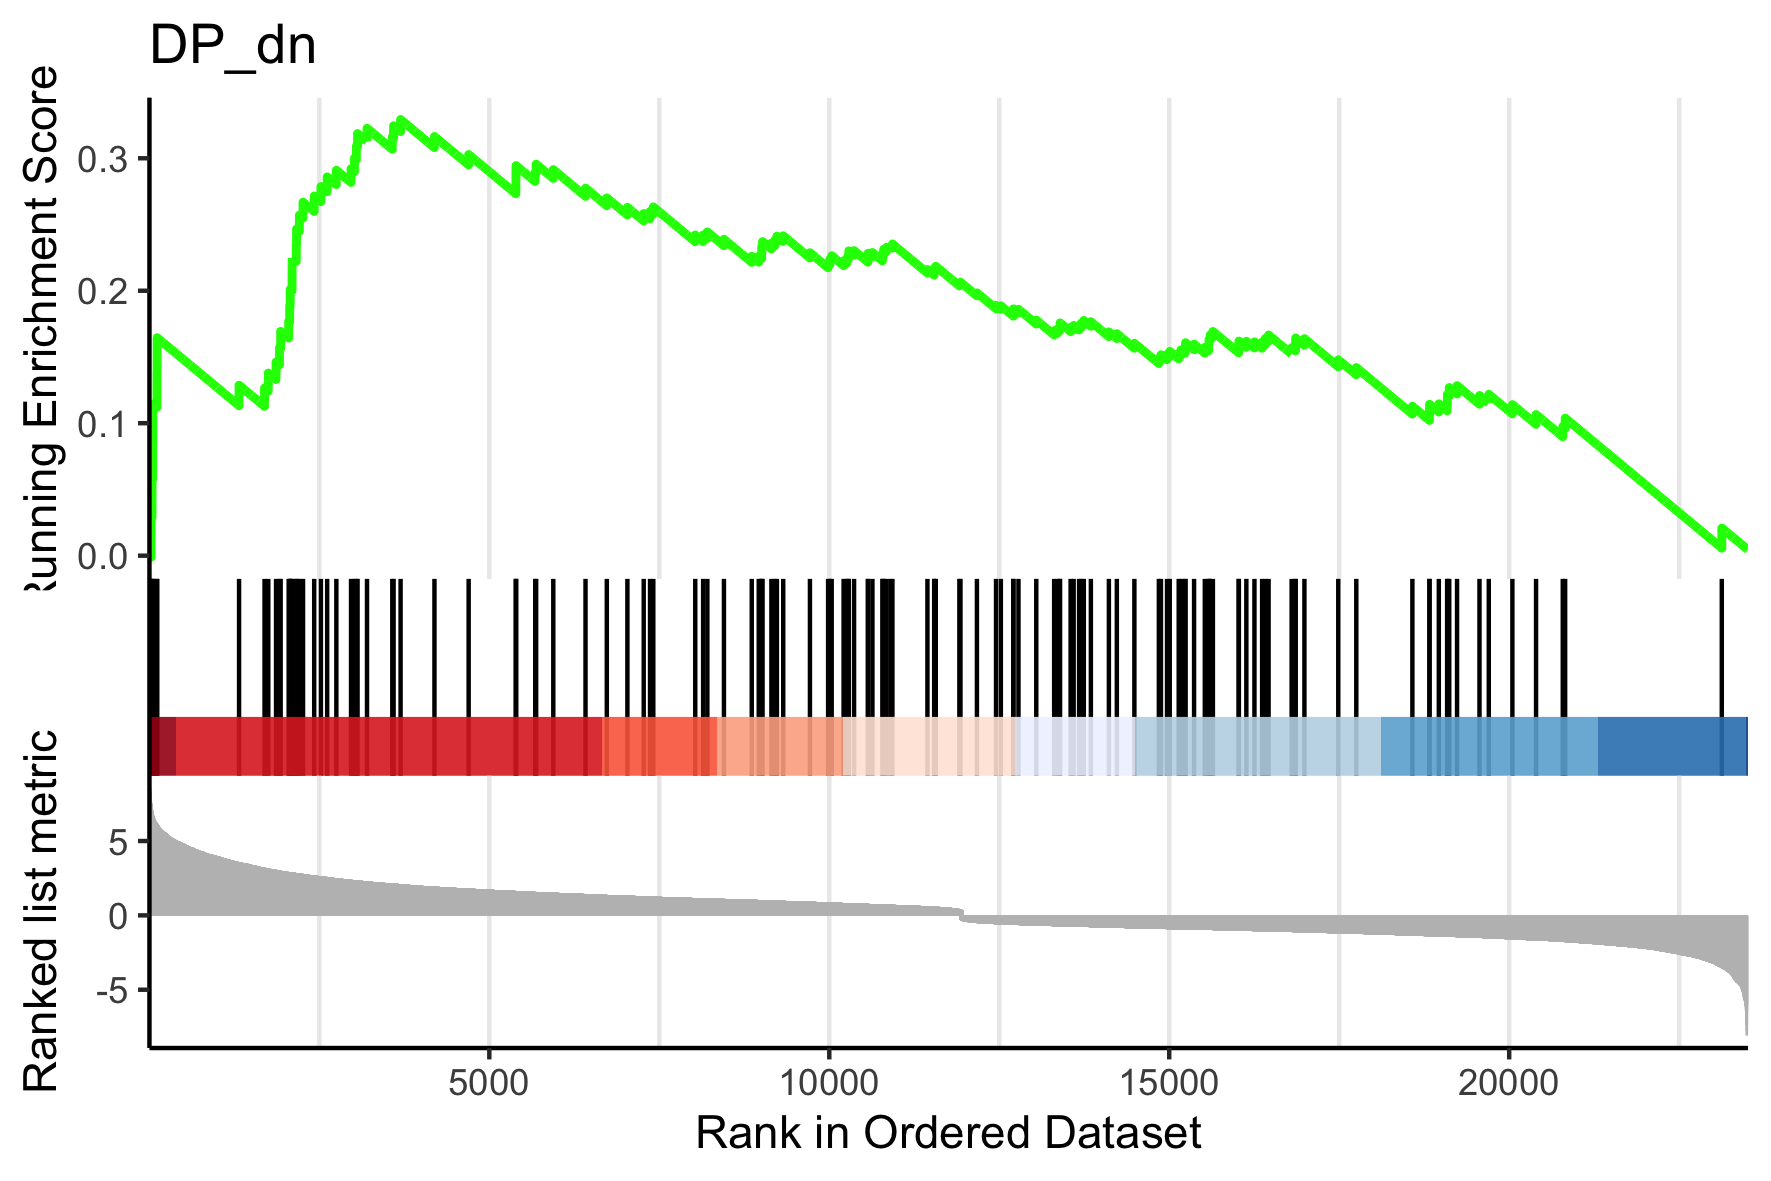 DP_dn
Running Enrichment Score
0.3
0.2
0.1
0.0
Ranked list metric
5
0
-5
5000
10000
15000
20000
Rank in Ordered Dataset